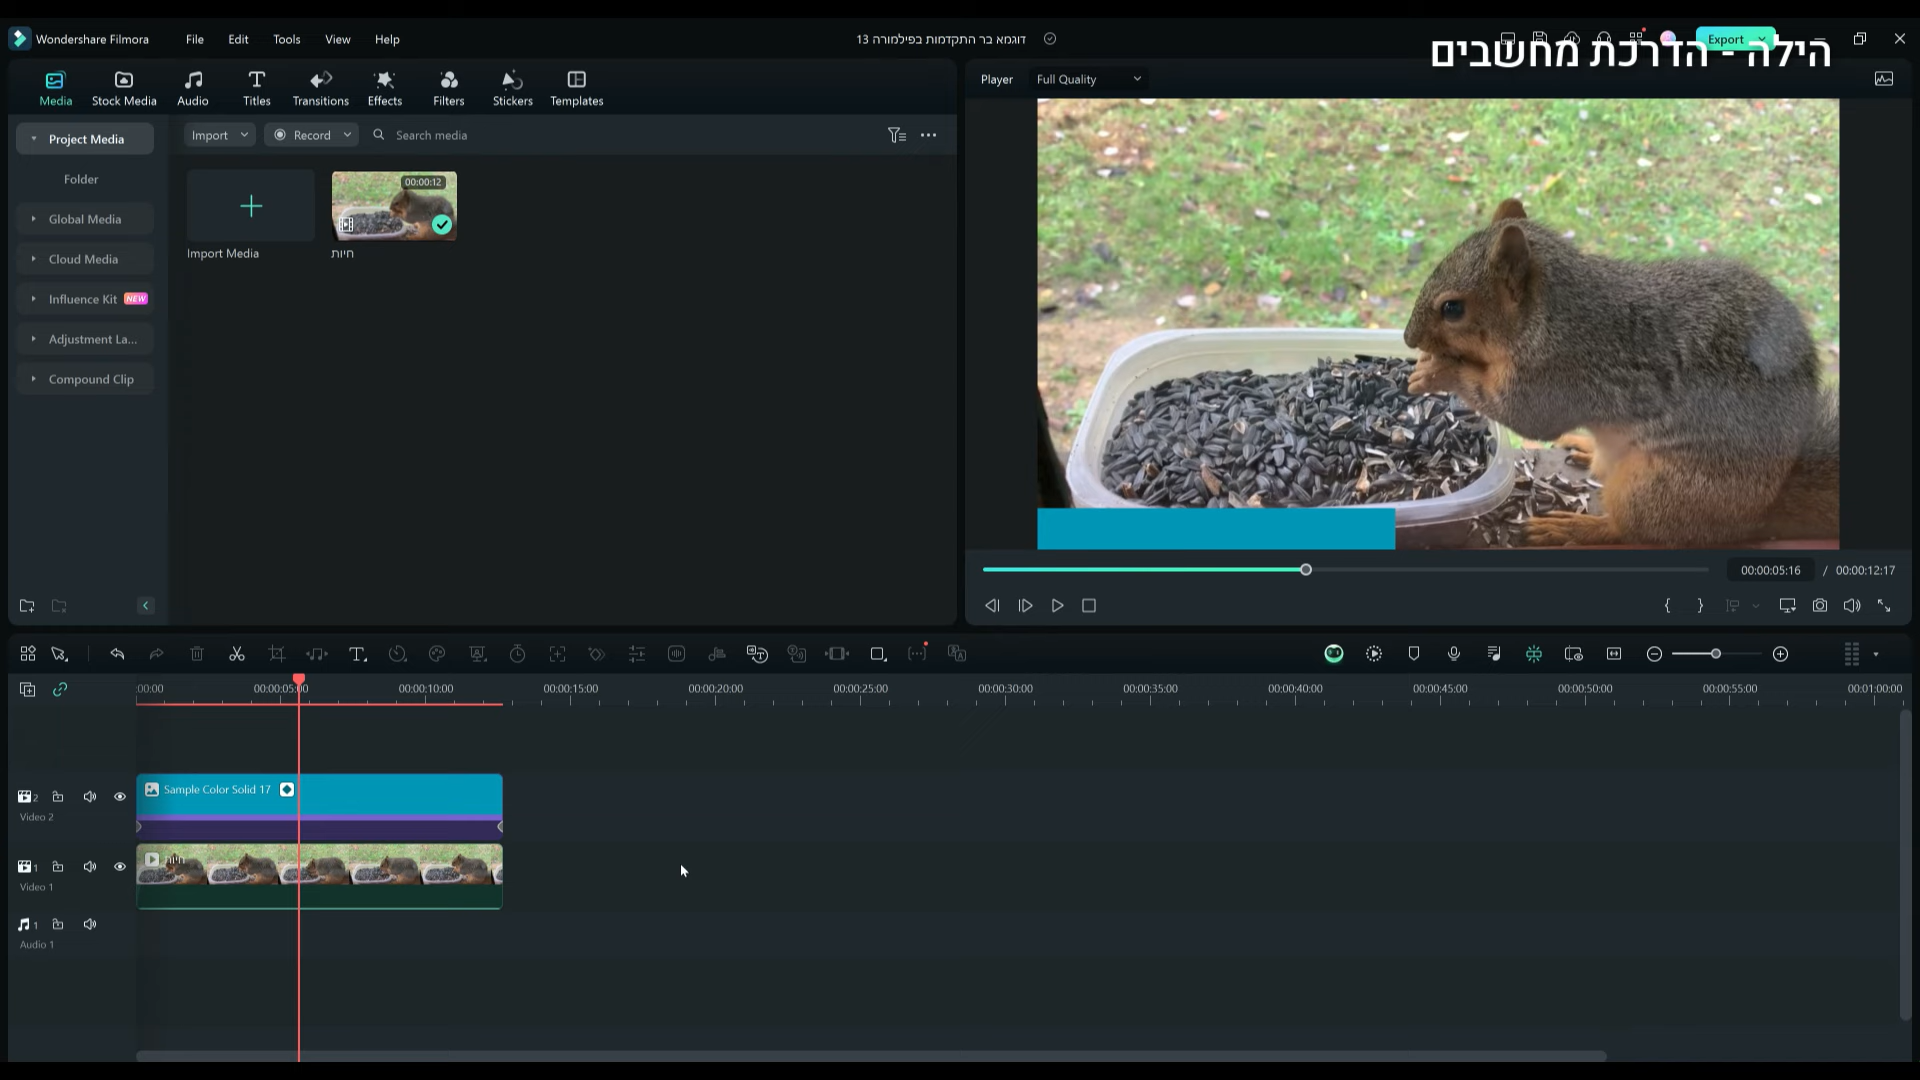 Wondershare Filmora
File
Edit
Tools
View
Help
דוגמא בר התקדמות בפילמורה 13
Export
הילה - הדרכת מחשבים
Media
Stock Media
Audio
Titles
Transitions
Effects
Filters
Stickers
Templates
Player
Full Quality
Project Media
Folder
Global Media
Cloud Media
Influence Kit NEW
Adjustment La...
Compound Clip
Import
Record
Search media
00:00:12
Import Media
חיות
00:00:05:16 / 00:00:12:17
:00:00
00:00:05:00
00:00:10:00
00:00:15:00
00:00:20:00
00:00:25:00
00:00:30:00
00:00:35:00
00:00:40:00
00:00:45:00
00:00:50:00
00:00:55:00
00:01:00:00
Sample Color Solid 17
2
Video 2
חיות
1
Video 1
1
Audio 1